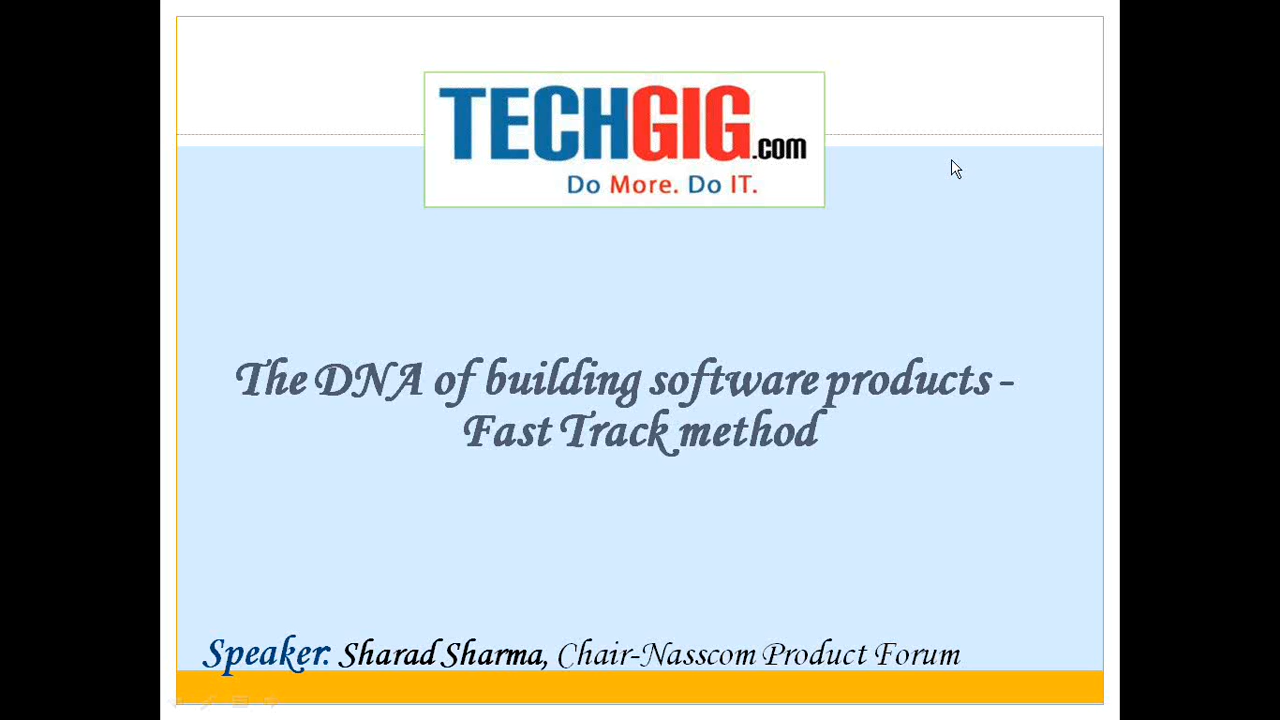 TECHGIG.com
Do More. Do IT.
The DNA of building software products -
Fast Track method
Speaker: Sharad Sharma, Chair-Nasscom Product Forum